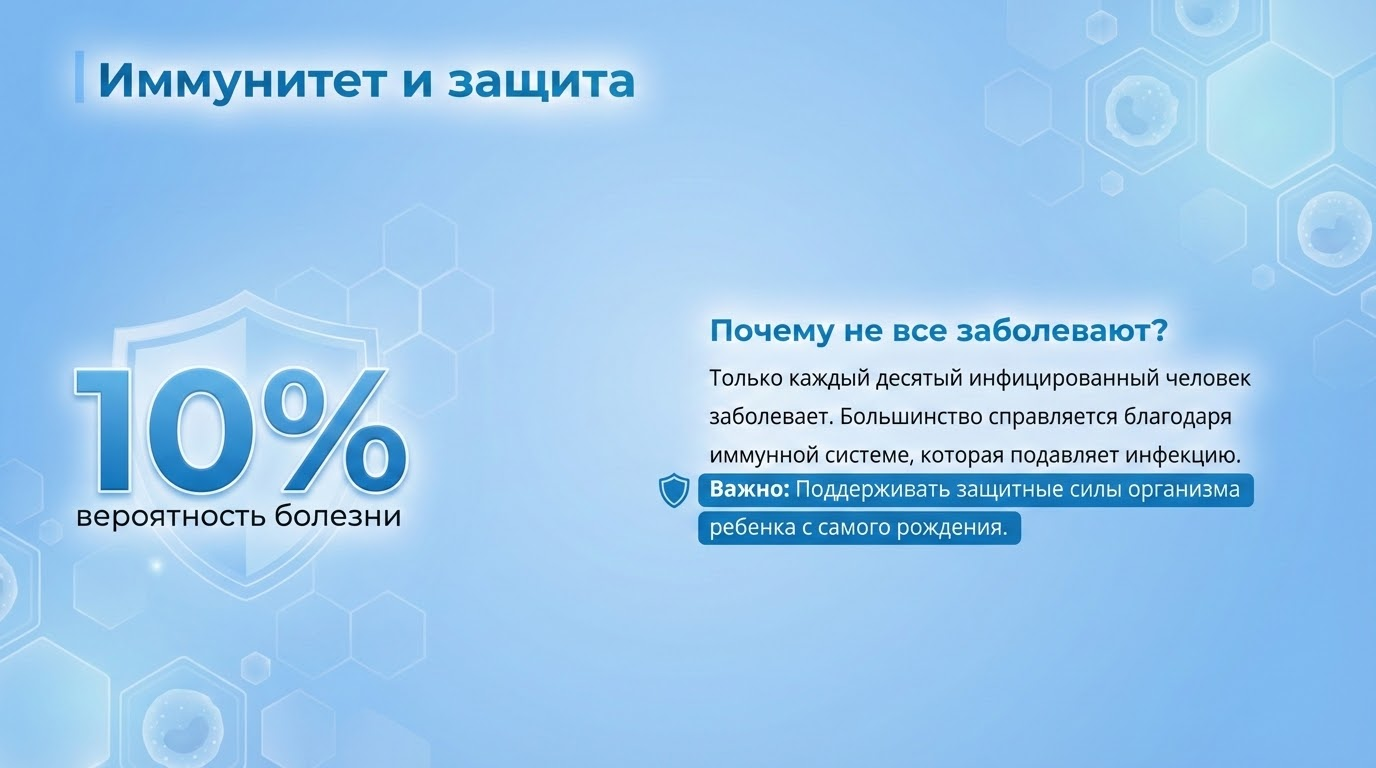 Иммунитет и защита
10%
вероятность болезни
Почему не все заболевают?
Только каждый десятый инфицированный человек
заболевает. Большинство справляется благодаря
иммунной системе, которая подавляет инфекцию.
Важно: Поддерживать защитные силы организма
ребенка с самого рождения.